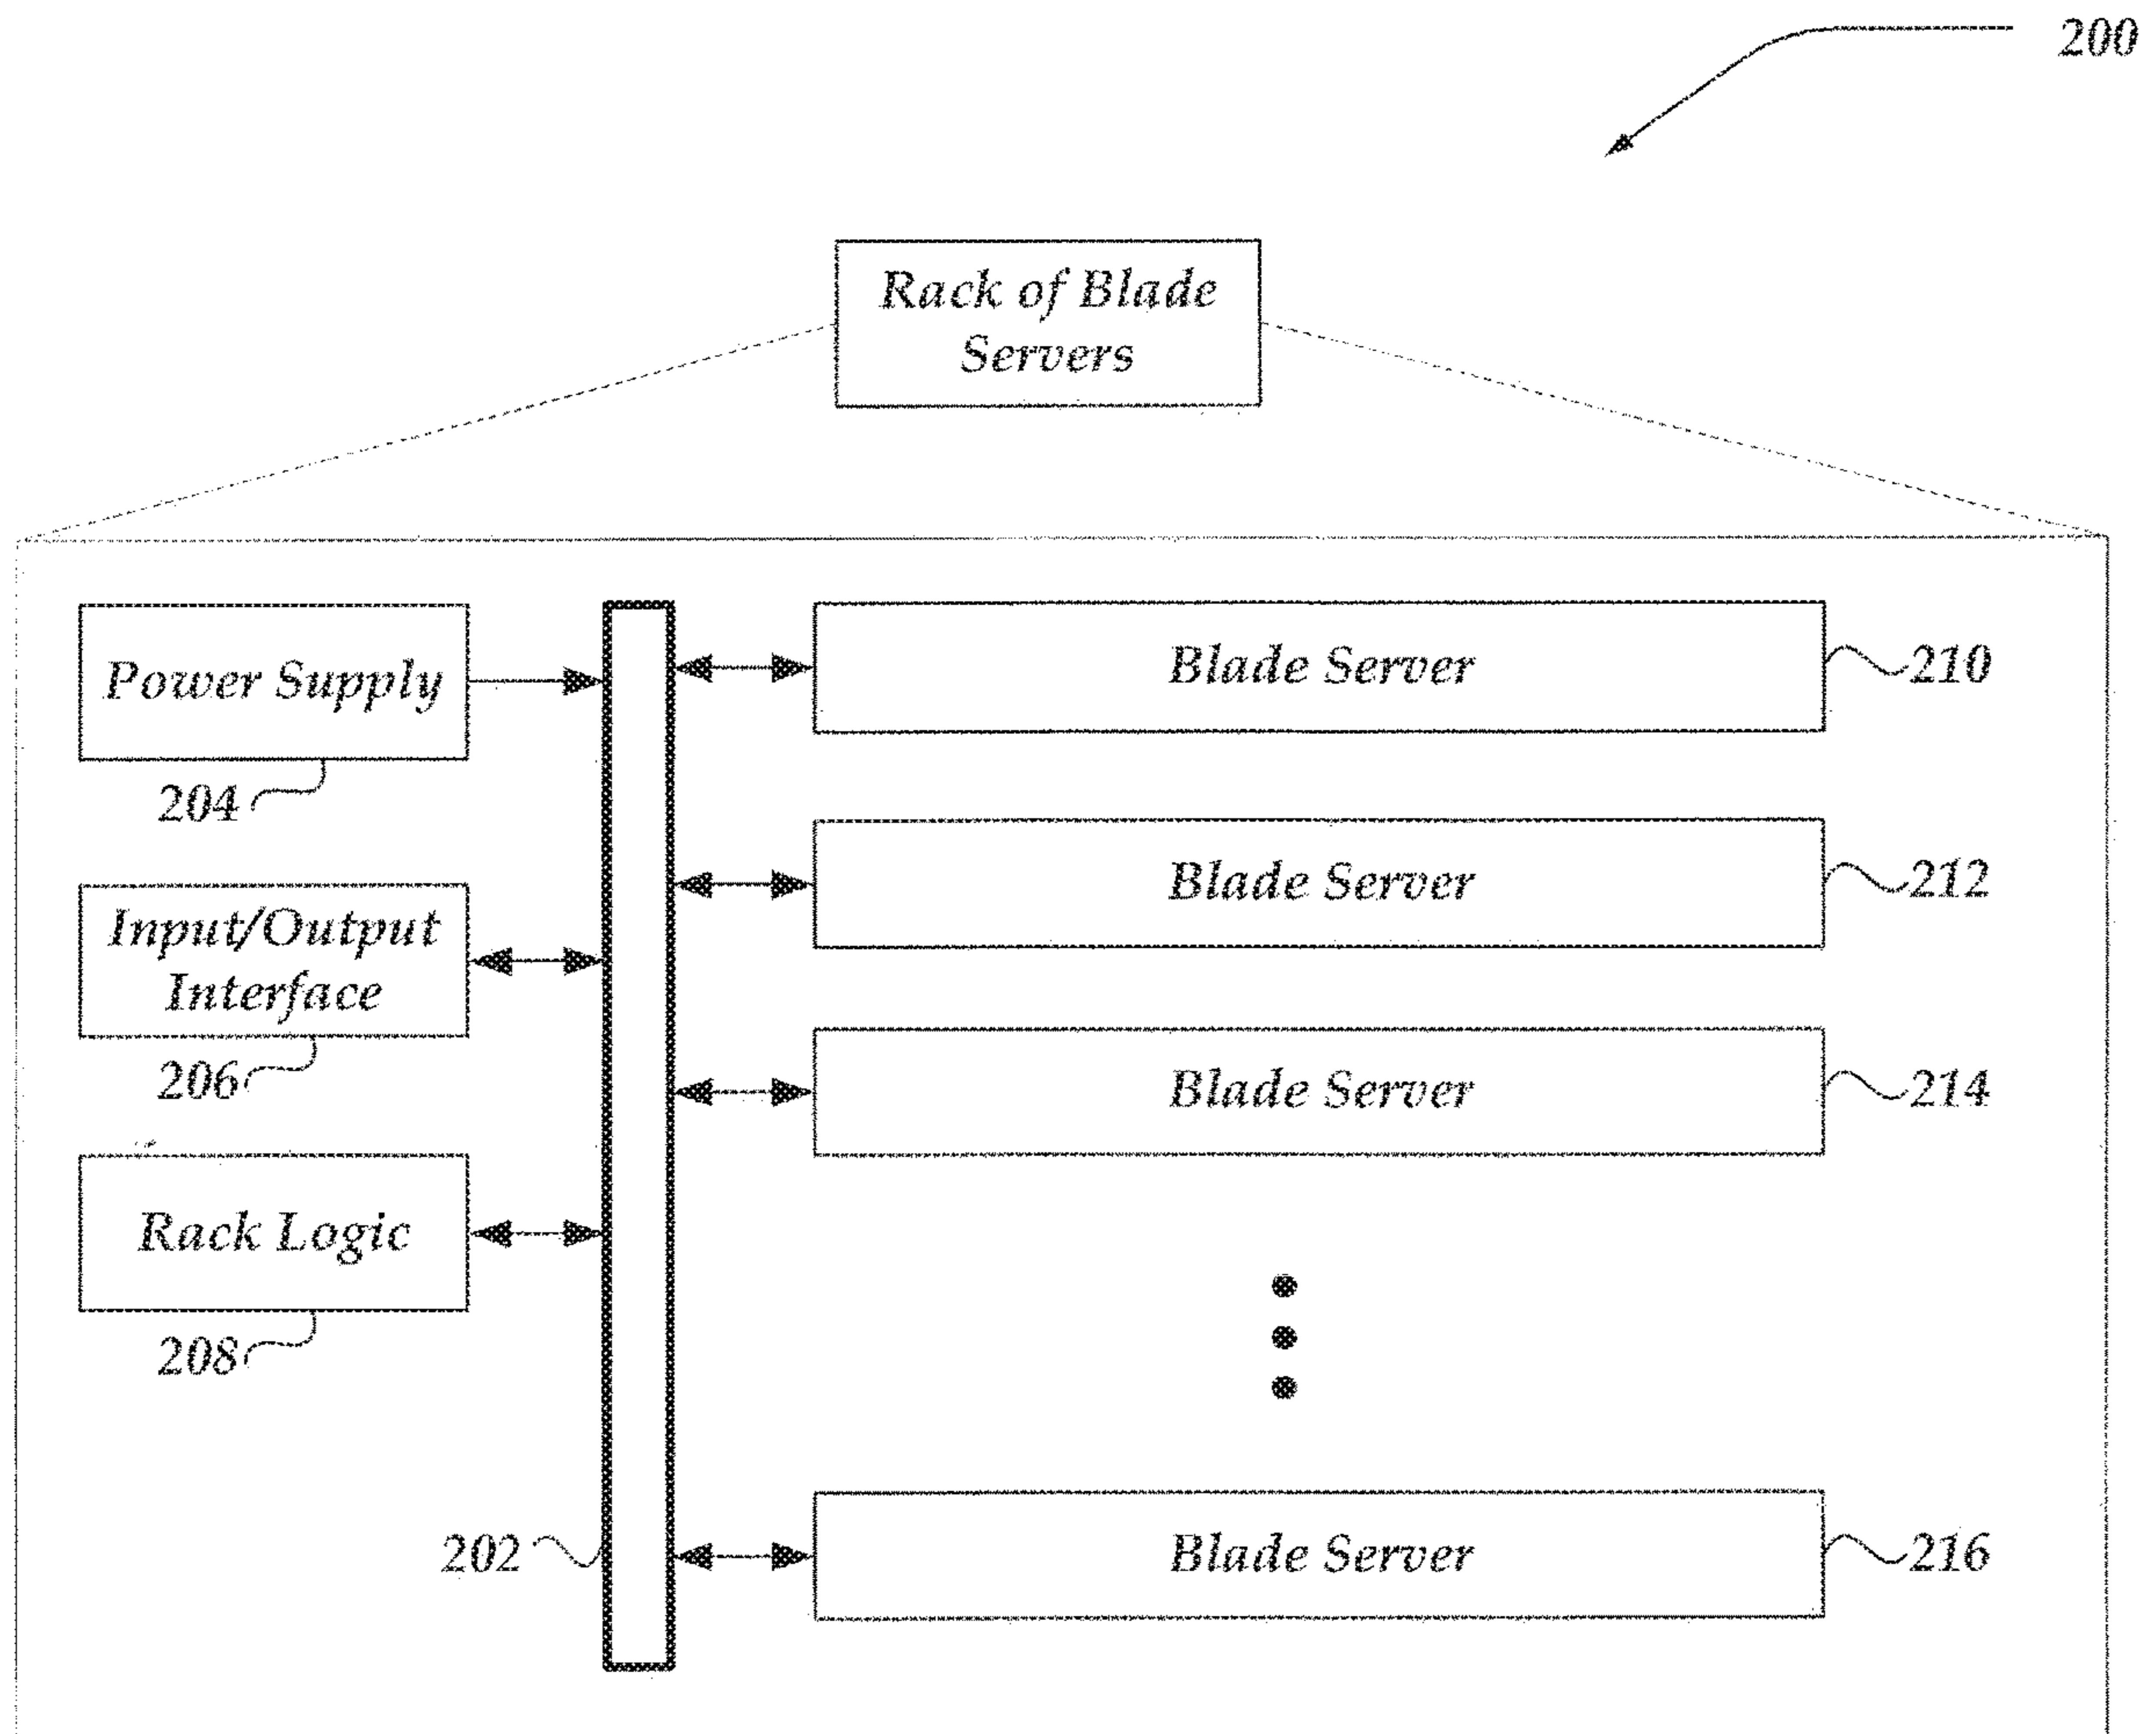 200
Rack of Blade
Servers
Power Supply
204
Input/Output
Interface
206
Rack Logic
208
202
Blade Server
210
Blade Server
212
Blade Server
214
Blade Server
216